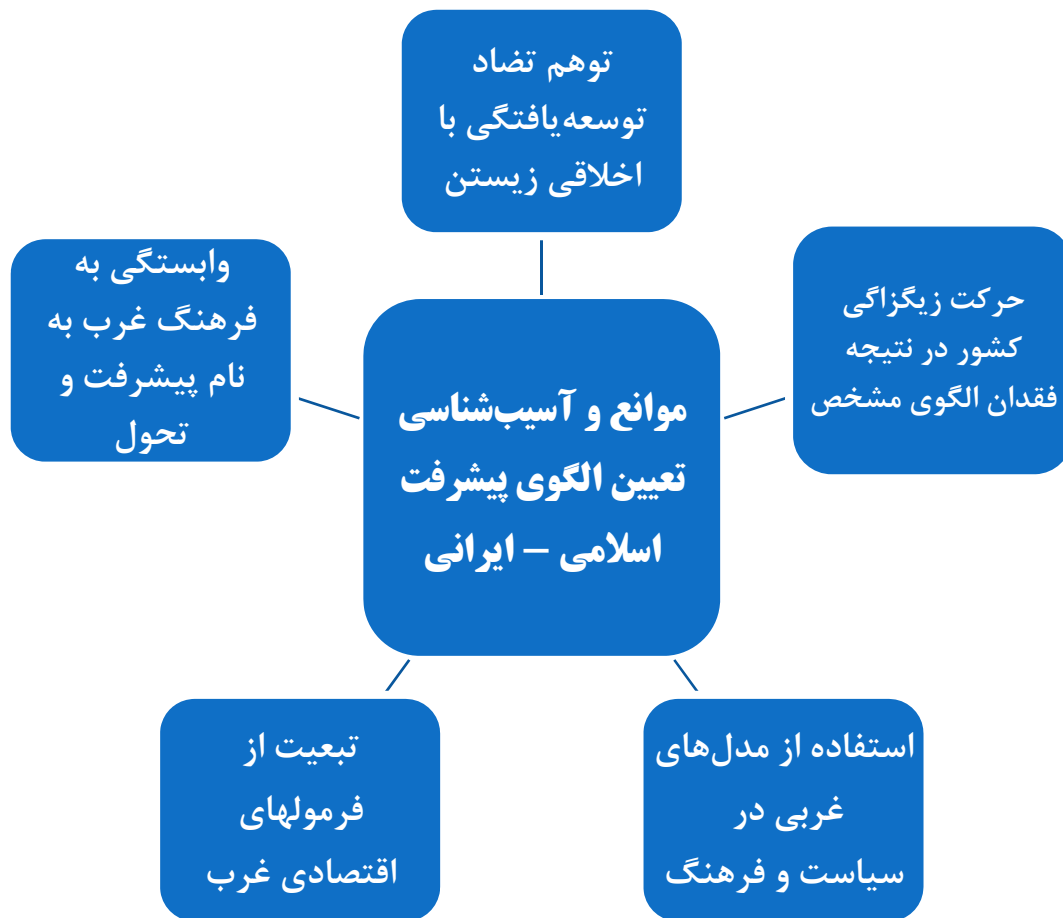 توهم تضاد
توسعه‌یافتگی با
اخلاقی زیستن
حرکت زیگزاگی
کشور در نتیجه
فقدان الگوی مشخص
وابستگی به
فرهنگ غرب به
نام پیشرفت و
تحول
موانع و آسیب‌شناسی
تعیین الگوی پیشرفت
اسلامی – ایرانی
استفاده از مدل‌های
غربی در
سیاست و فرهنگ
تبعیت از
فرمولهای
اقتصادی غرب